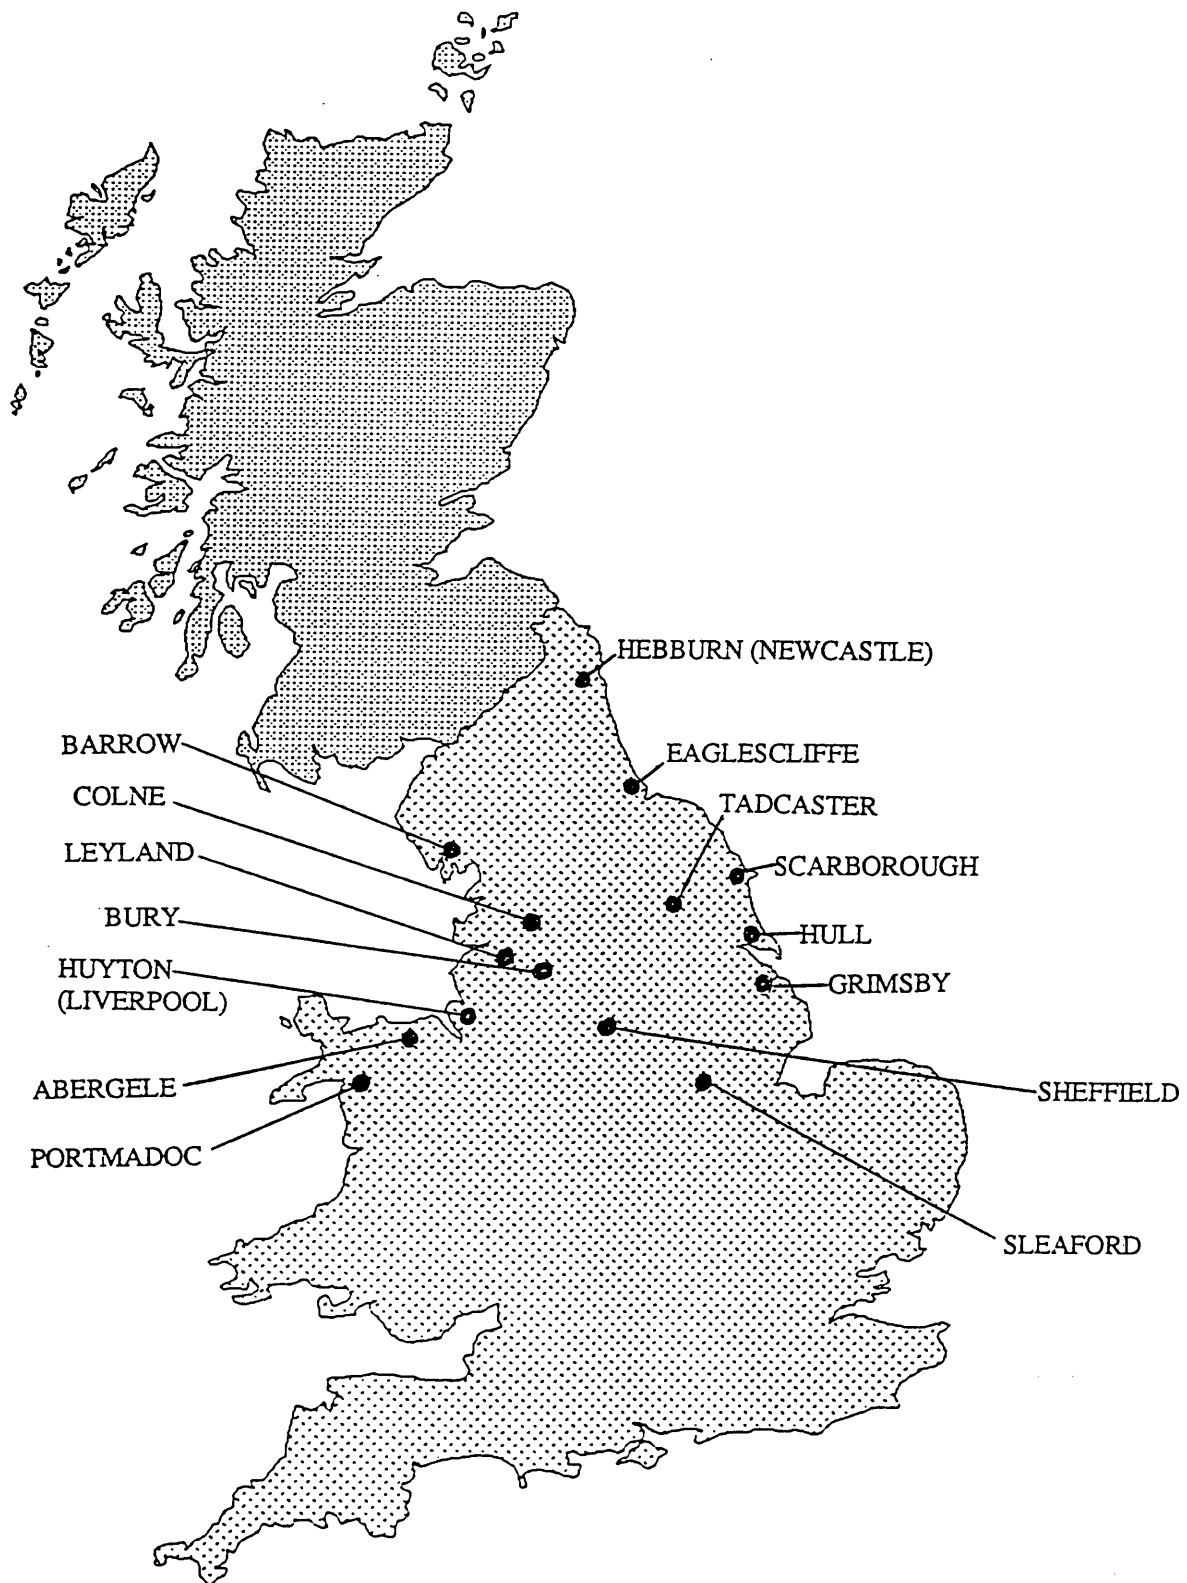 HEBBURN (NEWCASTLE)
BARROW
EAGLESCLIFFE
COLNE
TADCASTER
LEYLAND
SCARBOROUGH
BURY
HULL
HUYTON
(LIVERPOOL)
GRIMSBY
ABERGELE
SHEFFIELD
PORTMADOC
SLEAFORD